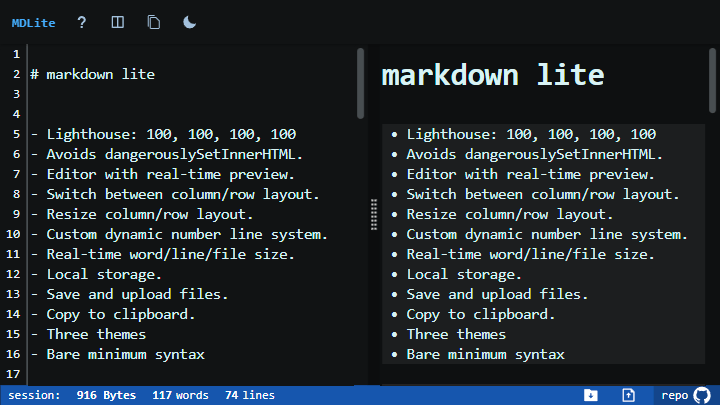 MDLite ?
1
2 # markdown lite
3
4
5 - Lighthouse: 100, 100, 100, 100
6 - Avoids dangerouslySetInnerHTML.
7 - Editor with real-time preview.
8 - Switch between column/row layout.
9 - Resize column/row layout.
10 - Custom dynamic number line system.
11 - Real-time word/line/file size.
12 - Local storage.
13 - Save and upload files.
14 - Copy to clipboard.
15 - Three themes
16 - Bare minimum syntax
17
markdown lite
• Lighthouse: 100, 100, 100, 100
• Avoids dangerouslySetInnerHTML.
• Editor with real-time preview.
• Switch between column/row layout.
• Resize column/row layout.
• Custom dynamic number line system.
• Real-time word/line/file size.
• Local storage.
• Save and upload files.
• Copy to clipboard.
• Three themes
• Bare minimum syntax
session: 916 Bytes 117 words 74 lines repo